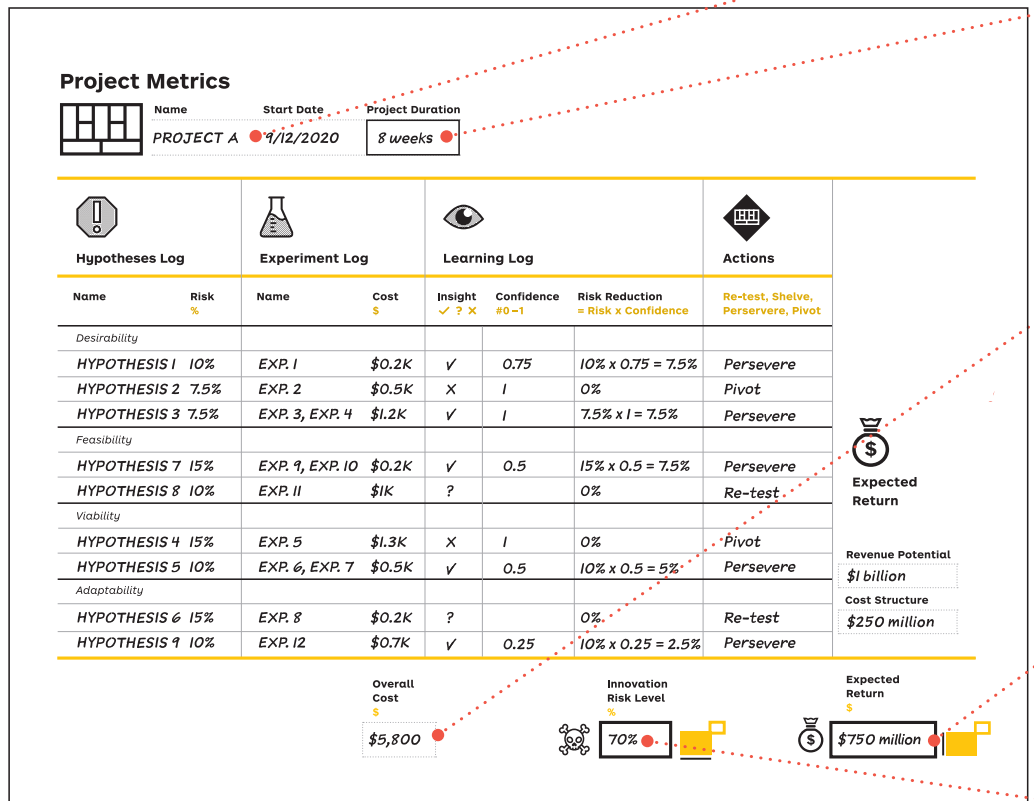 Project Metrics
Name Start Date Project Duration
PROJECT A 9/12/2020 8 weeks
Hypotheses Log Experiment Log Learning Log Actions
Name Risk Name Cost Insight Confidence Risk Reduction Re-test, Shelve,
% $ ✓ ? × #0–1 = Risk x Confidence Perservere, Pivot
Desirability
HYPOTHESIS 1 10% EXP. 1 $0.2K ✓ 0.75 10% x 0.75 = 7.5% Persevere
HYPOTHESIS 2 7.5% EXP. 2 $0.5K X 1 0% Pivot
HYPOTHESIS 3 7.5% EXP. 3, EXP. 4 $1.2K ✓ 1 7.5% x 1 = 7.5% Persevere
Feasibility
HYPOTHESIS 7 15% EXP. 9, EXP. 10 $0.2K ✓ 0.5 15% x 0.5 = 7.5% Persevere
HYPOTHESIS 8 10% EXP. 11 $1K ? 0% Re-test
Viability
HYPOTHESIS 4 15% EXP. 5 $1.3K X 1 0% Pivot
HYPOTHESIS 5 10% EXP. 6, EXP. 7 $0.5K ✓ 0.5 10% x 0.5 = 5% Persevere
Adaptability
HYPOTHESIS 6 15% EXP. 8 $0.2K ? 0% Re-test
HYPOTHESIS 9 10% EXP. 12 $0.7K ✓ 0.25 10% x 0.25 = 2.5% Persevere
$
Expected
Return
Revenue Potential
$1 billion
Cost Structure
$250 million
Overall
Cost
$
$5,800
Innovation
Risk Level
%
70%
Expected
Return
$
$
$750 million